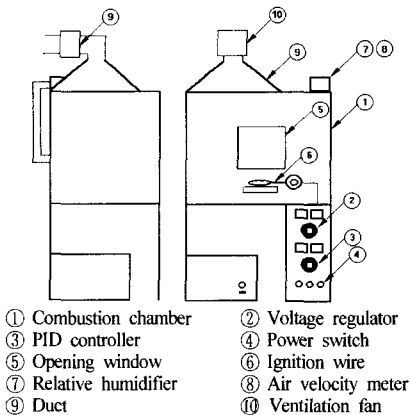 ⑨
⑩
⑨
⑦ ⑧
①
⑤
⑥
②
③
④
① Combustion chamber ② Voltage regulator
③ PID controller ④ Power switch
⑤ Opening window ⑥ Ignition wire
⑦ Relative humidifier ⑧ Air velocity meter
⑨ Duct ⑩ Ventilation fan